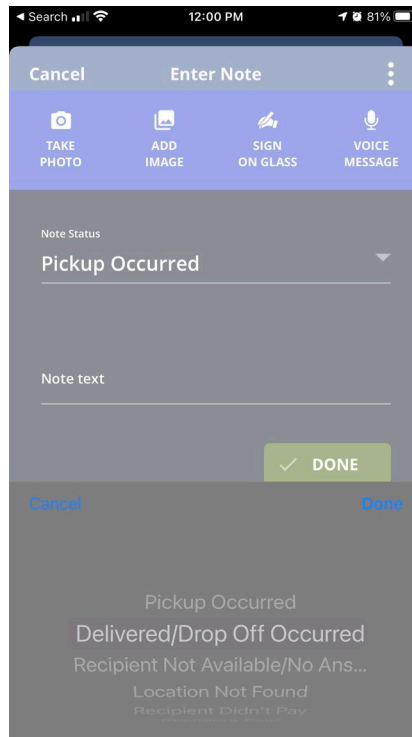 Search 12:00 PM 81%
Cancel Enter Note
TAKE PHOTO ADD IMAGE SIGN ON GLASS VOICE MESSAGE
Note Status
Pickup Occurred
Note text
DONE
Cancel Done
Pickup Occurred
Delivered/Drop Off Occurred
Recipient Not Available/No Ans...
Location Not Found
Recipient Didn't Pay